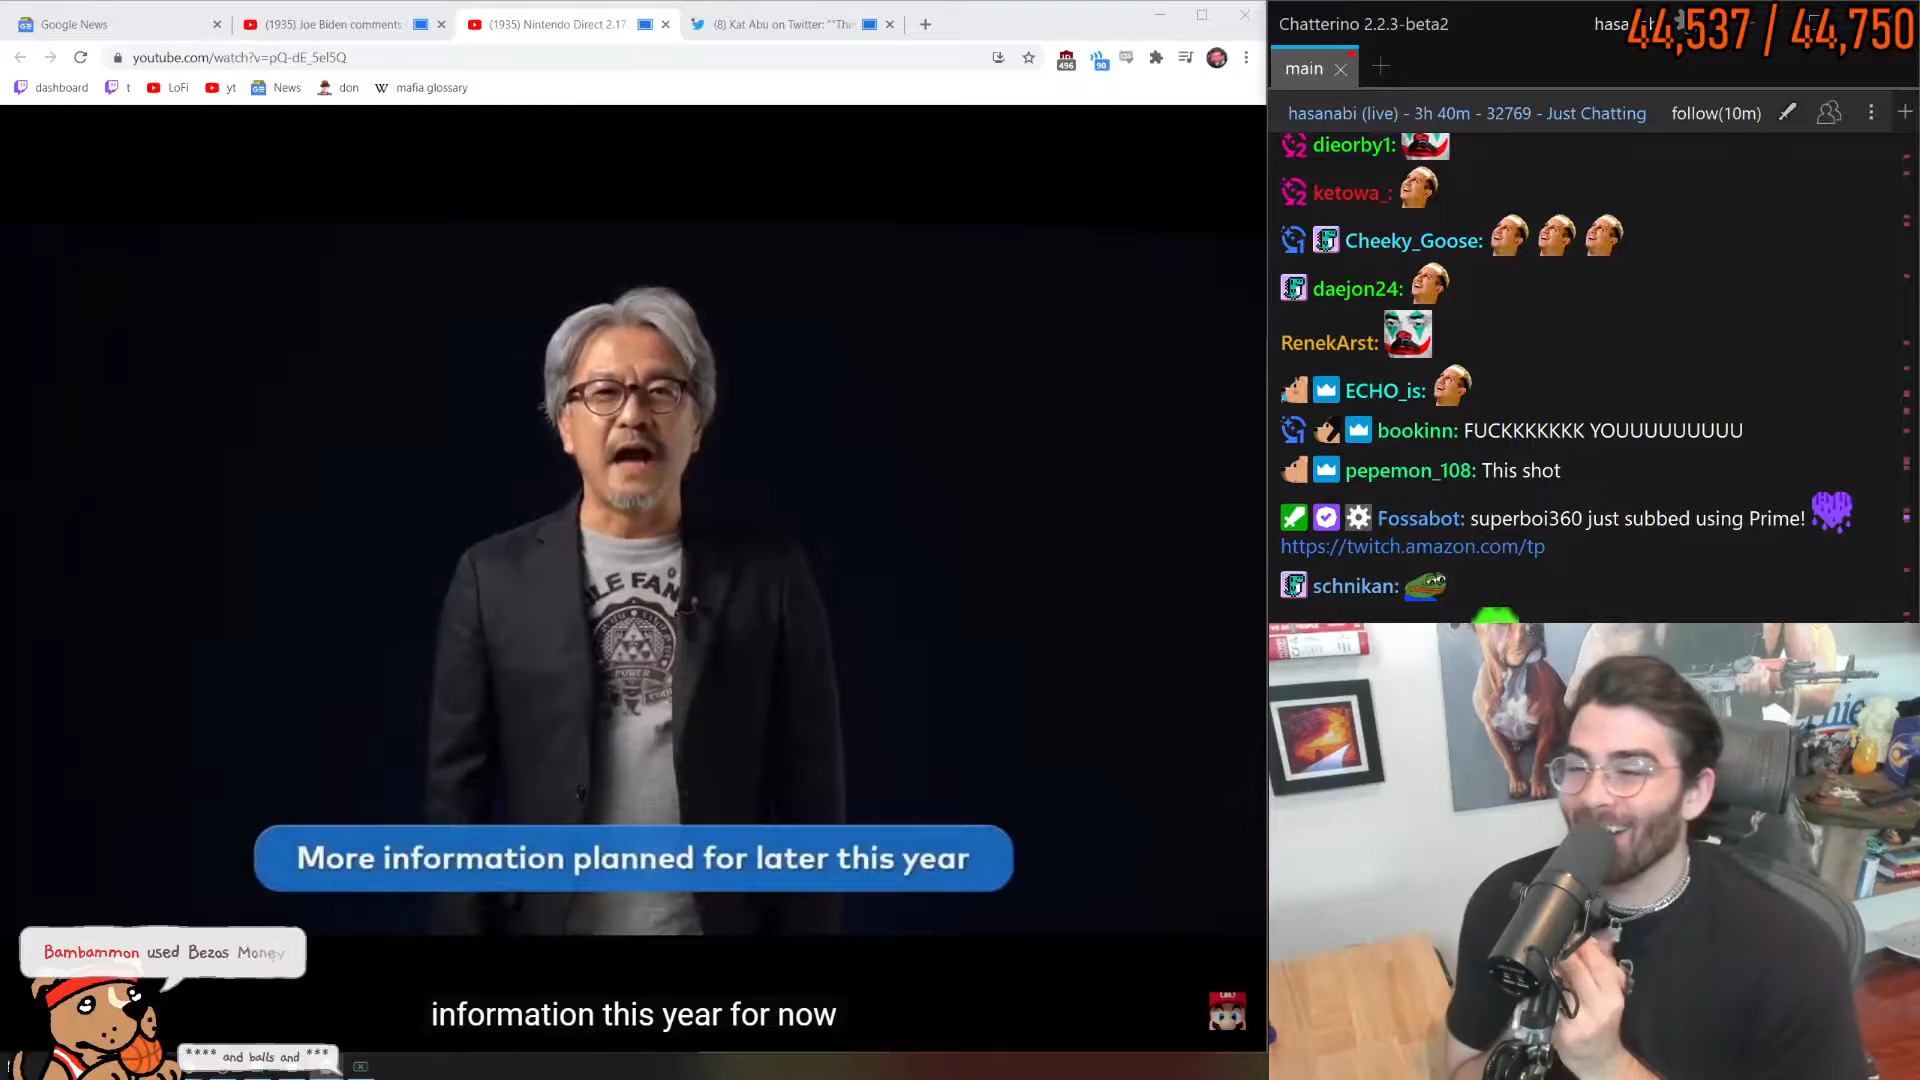 Google News
(1935) Joe Biden comments
(1935) Nintendo Direct 2.17.
(8) Kat Abu on Twitter: ""The
youtube.com/watch?v=pQ-dE_5el5Q
496
90
dashboard
t
LoFi
yt
News
don
mafia glossary
Chatterino 2.2.3-beta2
44,537 / 44,750
main
hasanabi (live) - 3h 40m - 32769 - Just Chatting
follow(10m)
dieorby1:
ketowa_:
Cheeky_Goose:
daejon24:
RenekArst:
ECHO_is:
bookinn: FUCKKKKKKK YOUUUUUUUUU
pepemon_108: This shot
Fossabot: superboi360 just subbed using Prime!
https://twitch.amazon.com/tp
schnikan:
More information planned for later this year
information this year for now
Bambammon used Bezos Money
**** and balls and ***